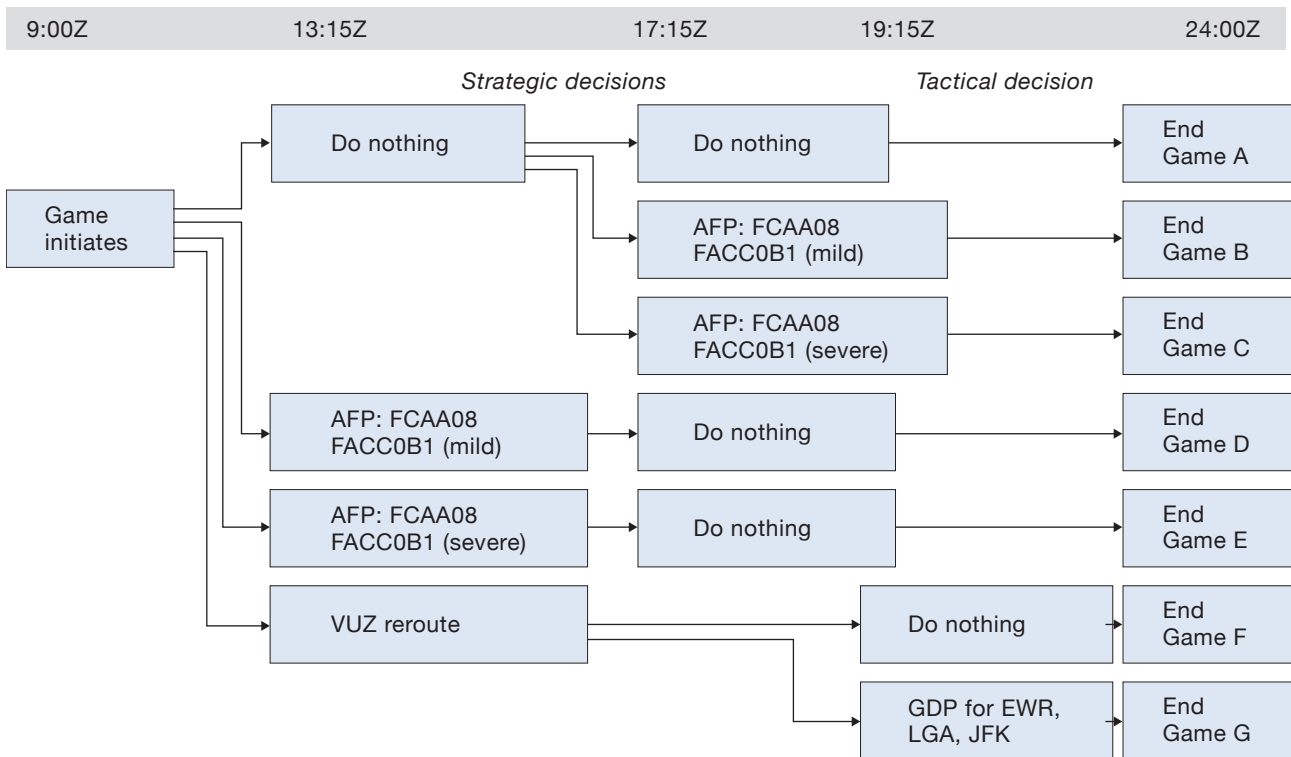 9:00Z 13:15Z 17:15Z 19:15Z 24:00Z
Strategic decisions Tactical decision
Do nothing
Do nothing
End
Game A
Game
initiates
AFP: FCAA08
FACC0B1 (mild)
End
Game B
AFP: FCAA08
FACC0B1 (severe)
End
Game C
AFP: FCAA08
FACC0B1 (mild)
Do nothing
End
Game D
AFP: FCAA08
FACC0B1 (severe)
Do nothing
End
Game E
VUZ reroute
Do nothing
End
Game F
GDP for EWR,
LGA, JFK
End
Game G